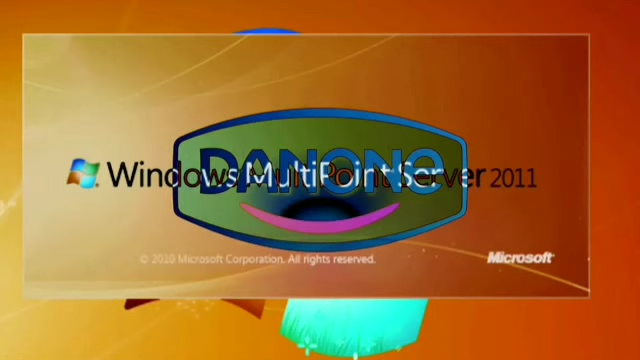 DANONE
Windows MultiPoint Server 2011
© 2010 Microsoft Corporation. All rights reserved.
Microsoft